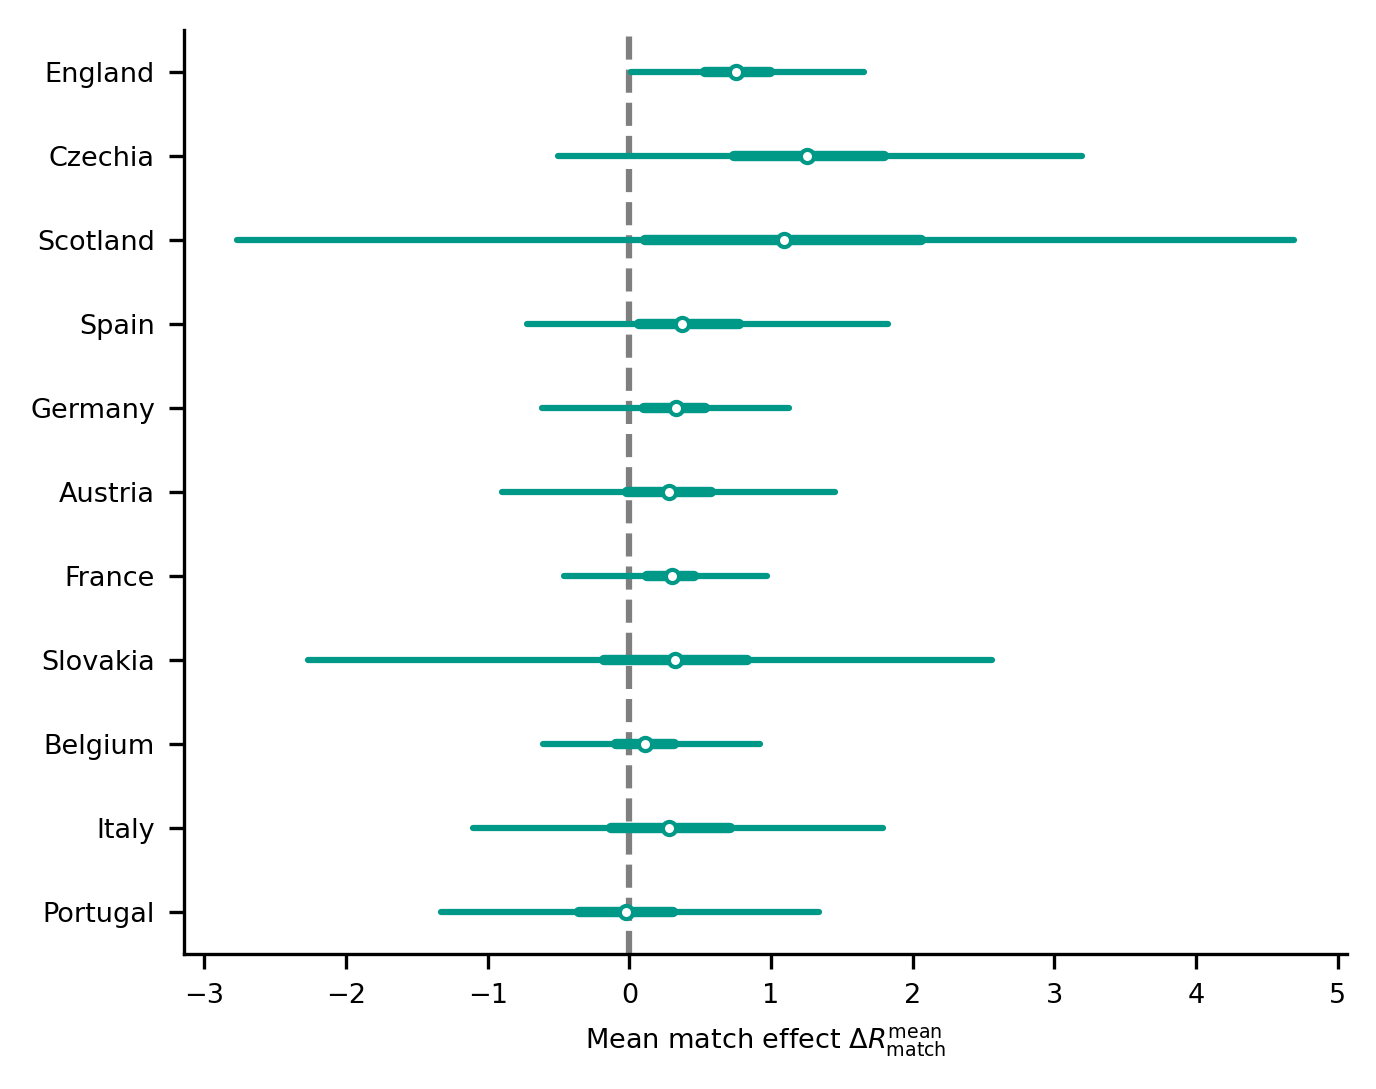 England
Czechia
Scotland
Spain
Germany
Austria
France
Slovakia
Belgium
Italy
Portugal
−3 −2 −1 0 1 2 3 4 5
Mean match effect ΔR^mean_match